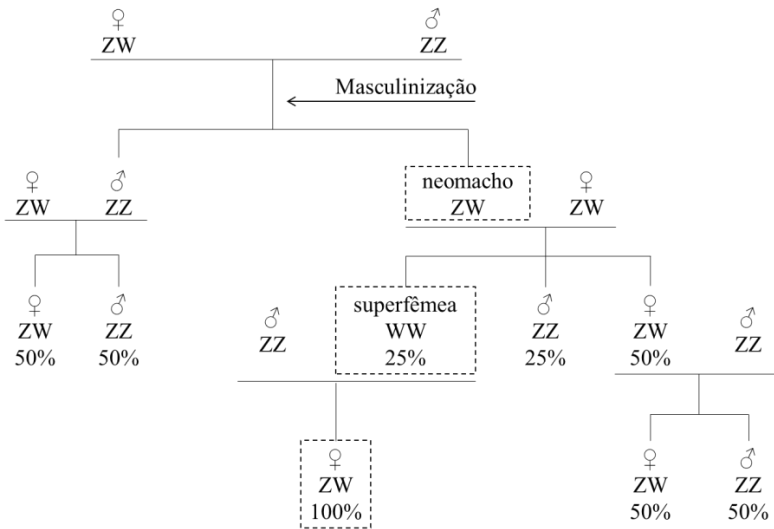 ♀ ♂
ZW ZZ
Masculinização
♀ ♂ neomacho ♀
ZW ZZ ZW ZW
♀ ♂ ♂ superfêmea ♂ ♀ ♂
ZW ZZ ZZ WW ZZ ZW ZZ
50% 50% 25% 25% 50%
♀ ♀ ♂
ZW ZW ZZ
100% 50% 50%